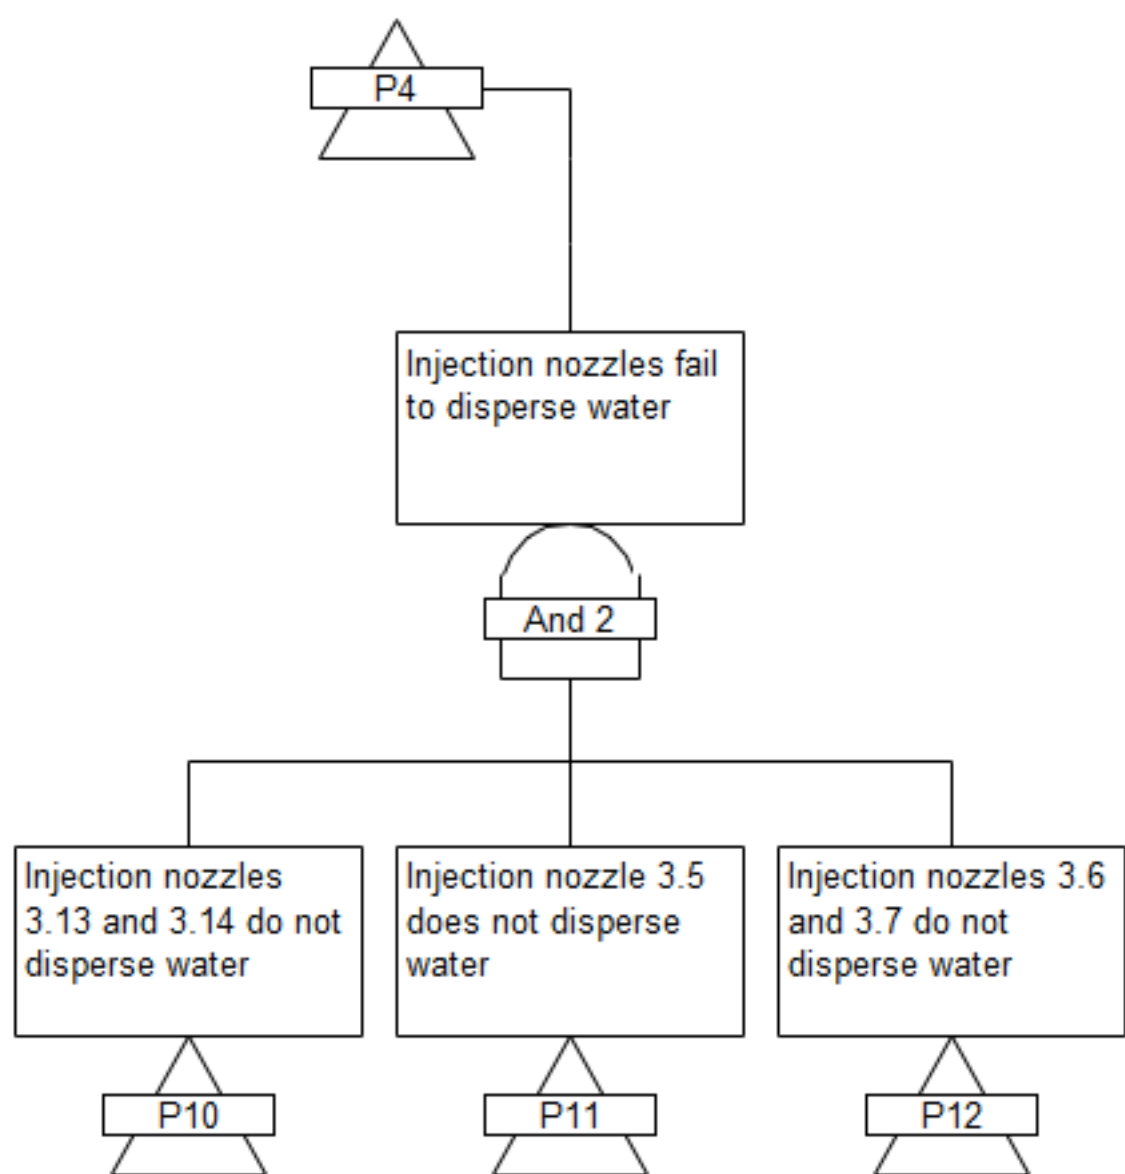 P4
Injection nozzles fail
to disperse water
And 2
Injection nozzles
3.13 and 3.14 do not
disperse water
Injection nozzle 3.5
does not disperse
water
Injection nozzles 3.6
and 3.7 do not
disperse water
P10
P11
P12